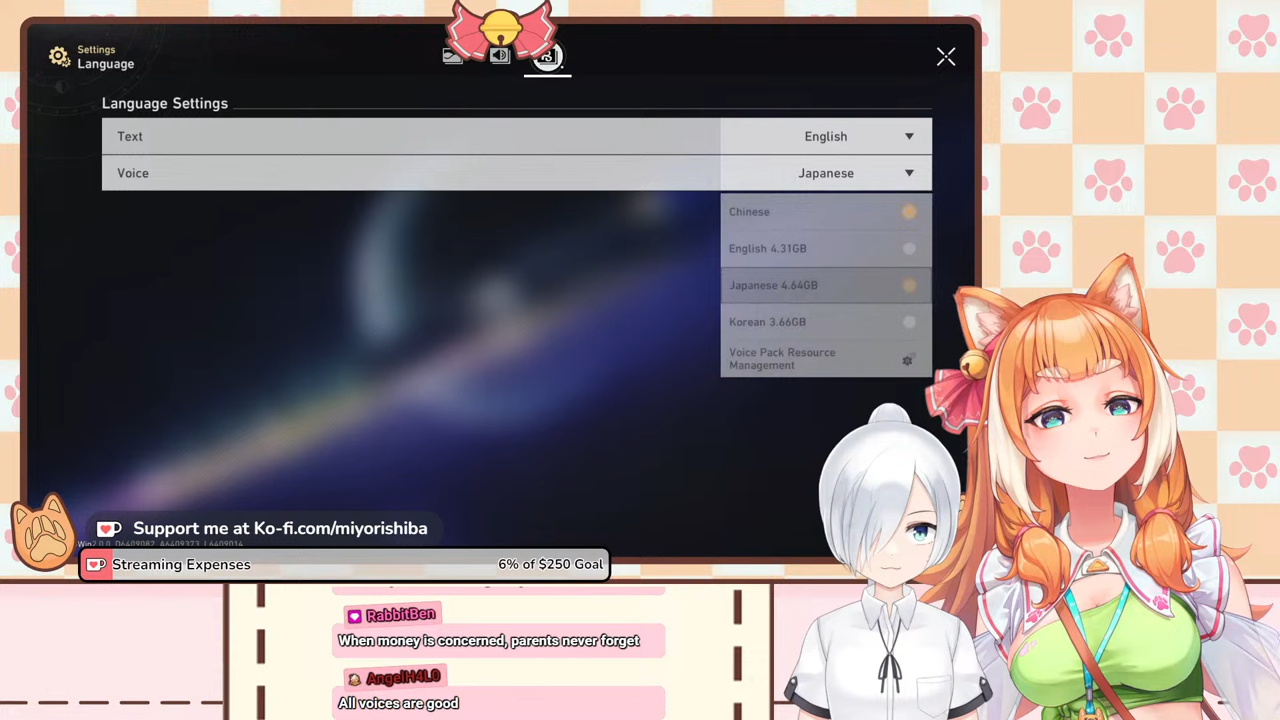 Settings
Language
Language Settings
Text
English
Voice
Japanese
Chinese
English 4.31GB
Japanese 4.64GB
Korean 3.66GB
Voice Pack Resource
Management
Support me at Ko-fi.com/miyorishiba
Streaming Expenses
6% of $250 Goal
RabbitBen
When money is concerned, parents never forget
AngelH4L0
All voices are good